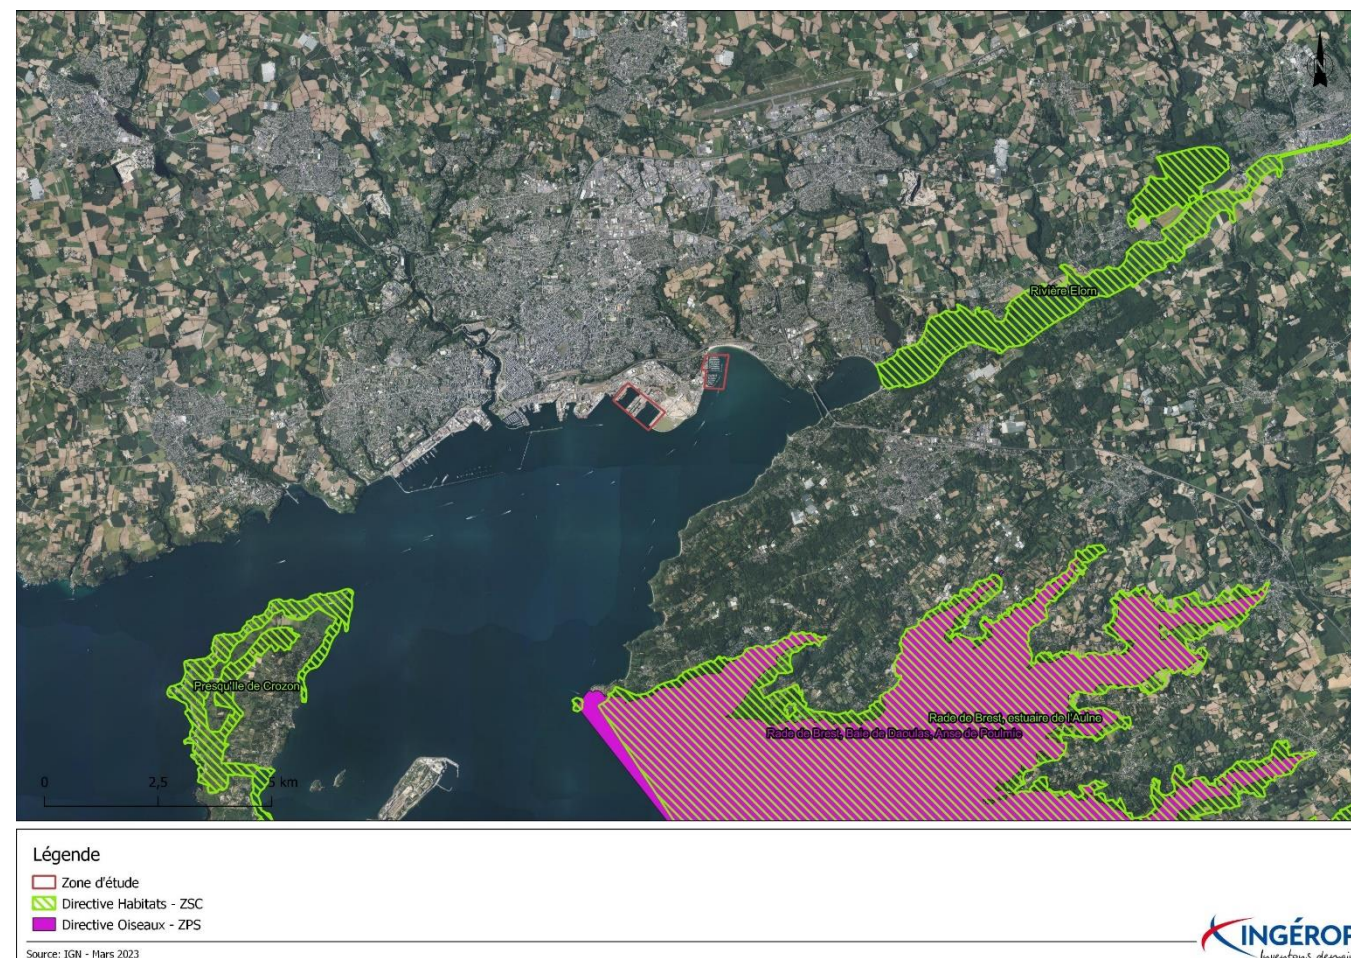 N
Rivière Elorn
Presqu'île de Crozon
Rade de Brest, estuaire de l'Aulne
Rade de Brest, Baie de Daoulas, Anse de Poulmic
0 2,5 5 km
Légende
Zone d'étude
Directive Habitats - ZSC
Directive Oiseaux - ZPS
INGÉROP
Inventons demain
Source: IGN - Mars 2023